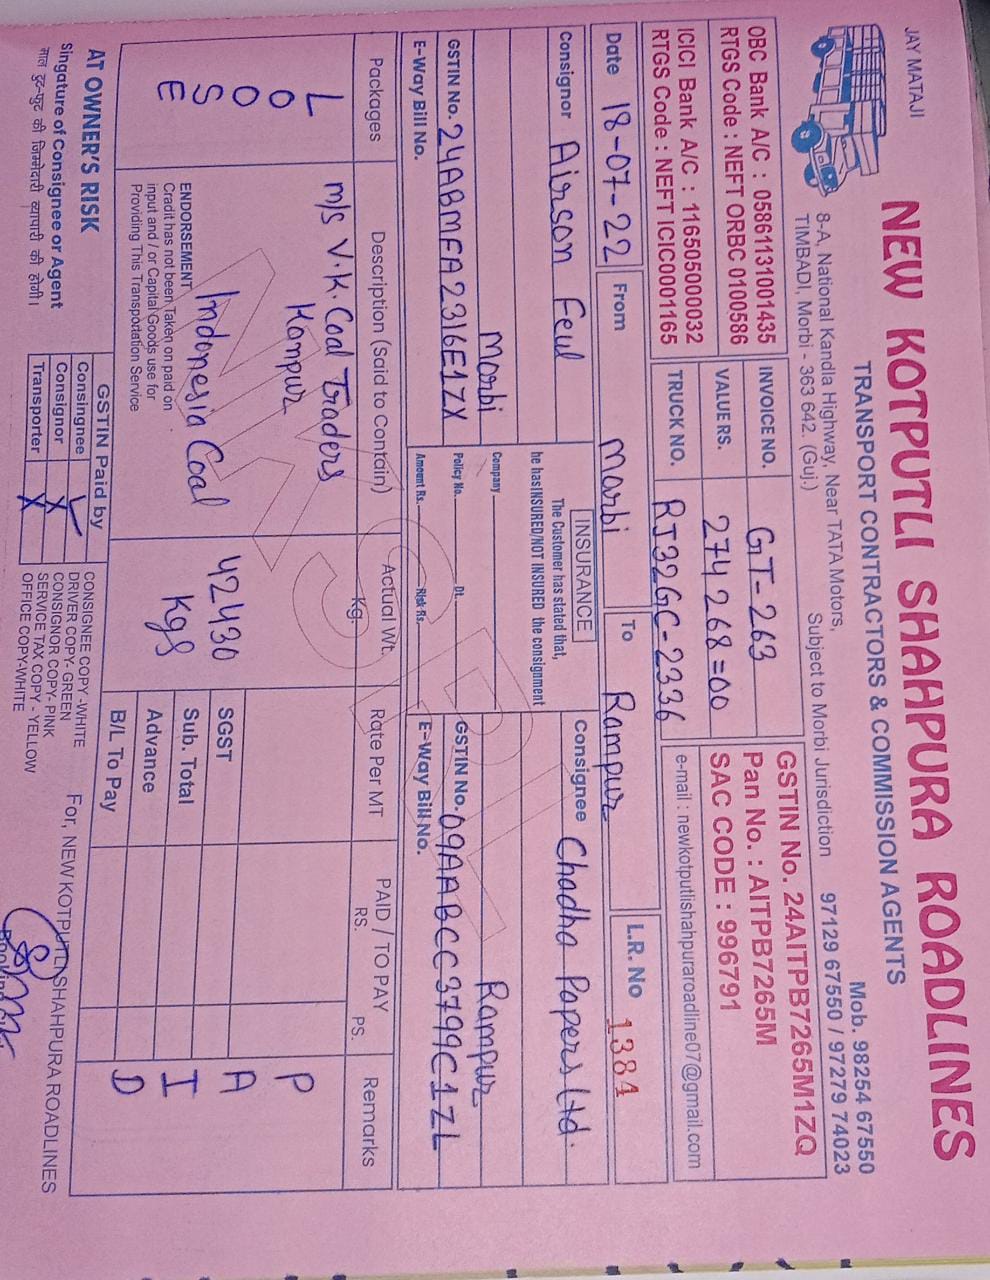 JAY MATAJI
NEW KOTPUTLI SHAHPURA ROADLINES
TRANSPORT CONTRACTORS & COMMISSION AGENTS
Mob. 98254 67550
8-A, National Kandla Highway, Near TATA Motors,
TIMBADI, Morbi - 363 642. (Guj.)
Subject to Morbi Jurisdiction
97129 67550 / 97279 74023
OBC Bank A/C : 05861131001435
RTGS Code : NEFT ORBC 0100586
ICICI Bank A/C : 116505000032
RTGS Code : NEFT ICIC0001165
INVOICE NO. GT-263
VALUE RS. 274268=00
TRUCK NO. RJ32GC-2336
GSTIN No. 24AITPB7265M1ZQ
Pan No. : AITPB7265M
SAC CODE : 996791
e-mail : newkotputlishahpuraroadline07@gmail.com
Date 18-07-22 From Morbi To Rampur L.R. No 1384
Consignor Airson Feul
Morbi
GSTIN No. 24ABMFA2316E1ZX
E-Way Bill No.
INSURANCE
The Customer has stated that,
he has INSURED/NOT INSURED the consignment
Company
Policy No. Dt.
Amount Rs. Risk Rs.
Consignee Chadha Papers Ltd.
Rampur
GSTIN No. 09AABCC3799C1ZL
E-Way Bill No.
Packages Description (Said to Contain) Actual Wt. Kg. Rate Per MT PAID / TO PAY RS. PS. Remarks
L
O
O
S
E
M/s V.K. Coal Traders
Kampur
Indonesia Coal
42430
Kgs
ENDORSEMENT
Cradit has not been Taken on paid on
input and / or Capital Goods use for
Providing This Transportation Service
SGST
Sub. Total
Advance
B/L To Pay
P
A
I
D
AT OWNER'S RISK
Singature of Consignee or Agent
माल टूट-फूट की जिम्मेदारी व्यापारी की होगी।
GSTIN Paid by
Consignee ✓
Consignor X
Transporter X
CONSIGNEE COPY -WHITE
DRIVER COPY- GREEN
CONSIGNOR COPY- PINK
SERVICE TAX COPY - YELLOW
OFFICE COPY-WHITE
For, NEW KOTPUTLI SHAHPURA ROADLINES